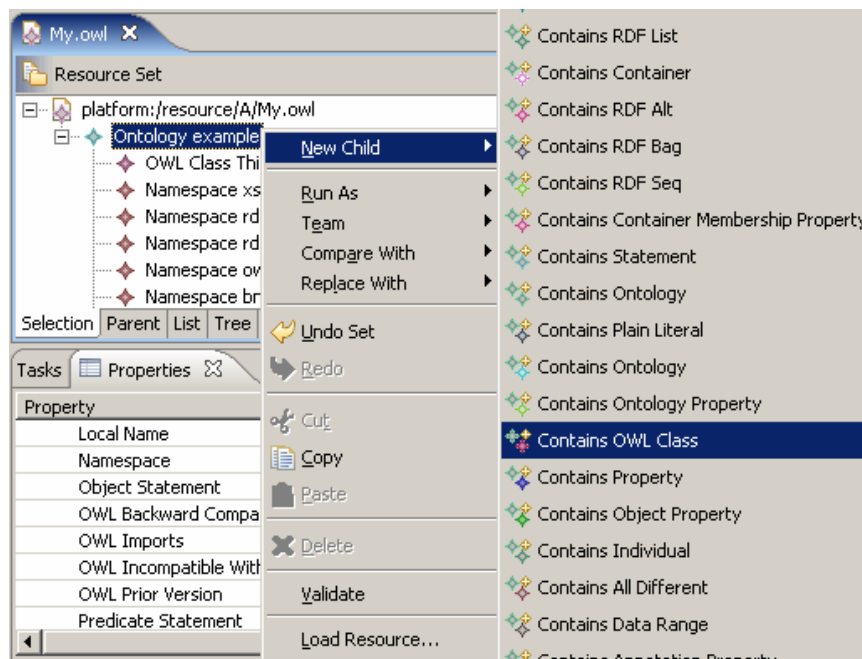 My.owl
Resource Set
platform:/resource/A/My.owl
Ontology example
OWL Class Thi
Namespace xs
Namespace rd
Namespace rd
Namespace ow
Namespace br
Selection
Parent
List
Tree
Tasks
Properties
Property
Local Name
Namespace
Object Statement
OWL Backward Compa
OWL Imports
OWL Incompatible With
OWL Prior Version
Predicate Statement
New Child
Run As
Team
Compare With
Replace With
Undo Set
Redo
Cut
Copy
Paste
Delete
Validate
Load Resource...
Contains RDF List
Contains Container
Contains RDF Alt
Contains RDF Bag
Contains RDF Seq
Contains Container Membership Property
Contains Statement
Contains Ontology
Contains Plain Literal
Contains Ontology
Contains Ontology Property
Contains OWL Class
Contains Property
Contains Object Property
Contains Individual
Contains All Different
Contains Data Range
Contains Annotation Property